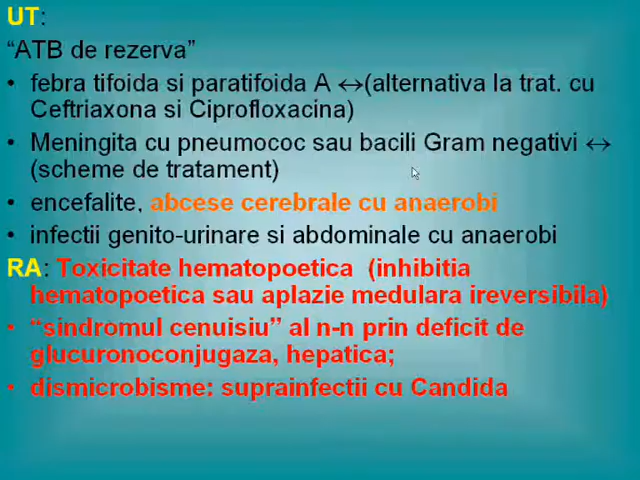 UT:
“ATB de rezerva”
• febra tifoida si paratifoida A ↔(alternativa la trat. cu
Ceftriaxona si Ciprofloxacina)
• Meningita cu pneumococ sau bacili Gram negativi ↔
(scheme de tratament)
• encefalite, abcese cerebrale cu anaerobi
• infectii genito-urinare si abdominale cu anaerobi
RA: Toxicitate hematopoetica (inhibitia
hematopoetica sau aplazie medulara ireversibila)
• “sindromul cenusiu” al n-n prin deficit de
glucuronoconjugaza, hepatica;
• dismicrobisme: suprainfectii cu Candida